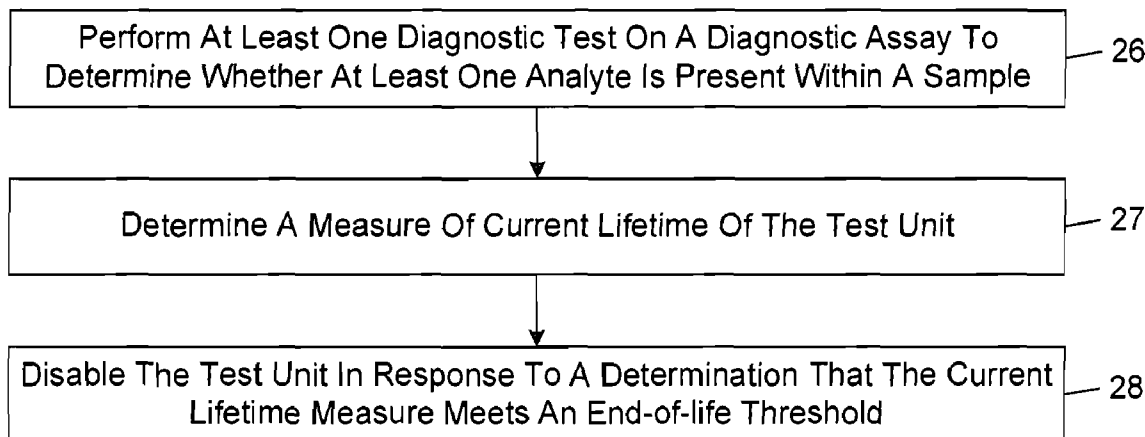 Perform At Least One Diagnostic Test On A Diagnostic Assay To
Determine Whether At Least One Analyte Is Present Within A Sample
26
Determine A Measure Of Current Lifetime Of The Test Unit
27
Disable The Test Unit In Response To A Determination That The Current
Lifetime Measure Meets An End-of-life Threshold
28